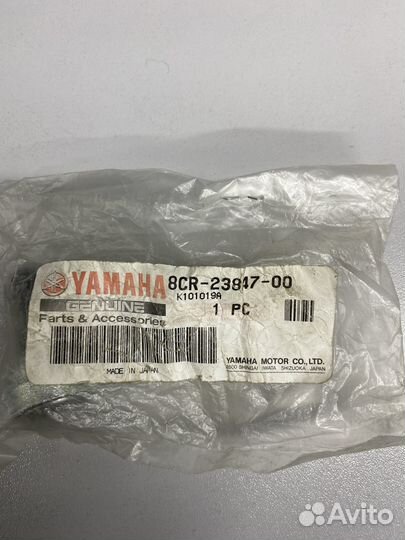 YAMAHA
GENUINE
Parts & Accessories
8CR-23847-00
K101019A
1 PC
MADE IN JAPAN
YAMAHA MOTOR CO., LTD.
2500 SHINGAI IWATA SHIZUOKA JAPAN
Avito